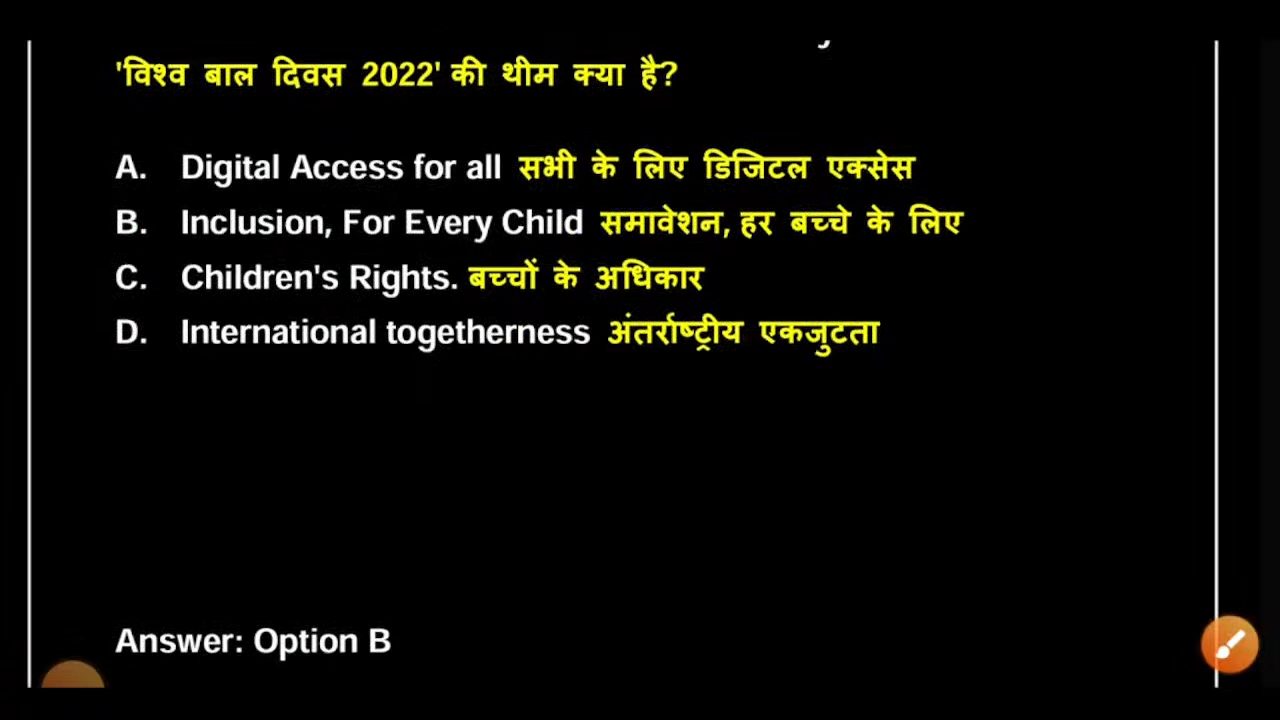 'विश्व बाल दिवस 2022' की थीम क्या है?
A. Digital Access for all सभी के लिए डिजिटल एक्सेस
B. Inclusion, For Every Child समावेशन, हर बच्चे के लिए
C. Children's Rights. बच्चों के अधिकार
D. International togetherness अंतर्राष्ट्रीय एकजुटता
Answer: Option B